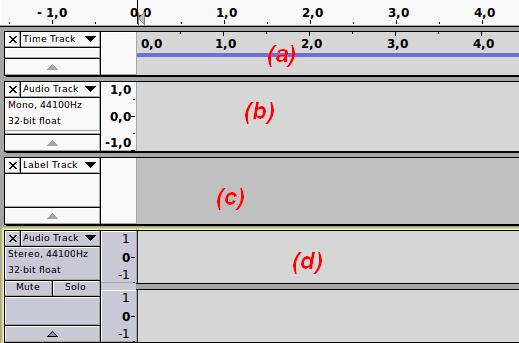 - 1,0 0,0 1,0 2,0 3,0 4,0
Time Track
0,0 1,0 2,0 3,0 4,0
(a)
Audio Track
Mono, 44100Hz
32-bit float
1,0
0,0
-1,0
(b)
Label Track
(c)
Audio Track
Stereo, 44100Hz
32-bit float
Mute Solo
1
0
-1
(d)
1
0
-1